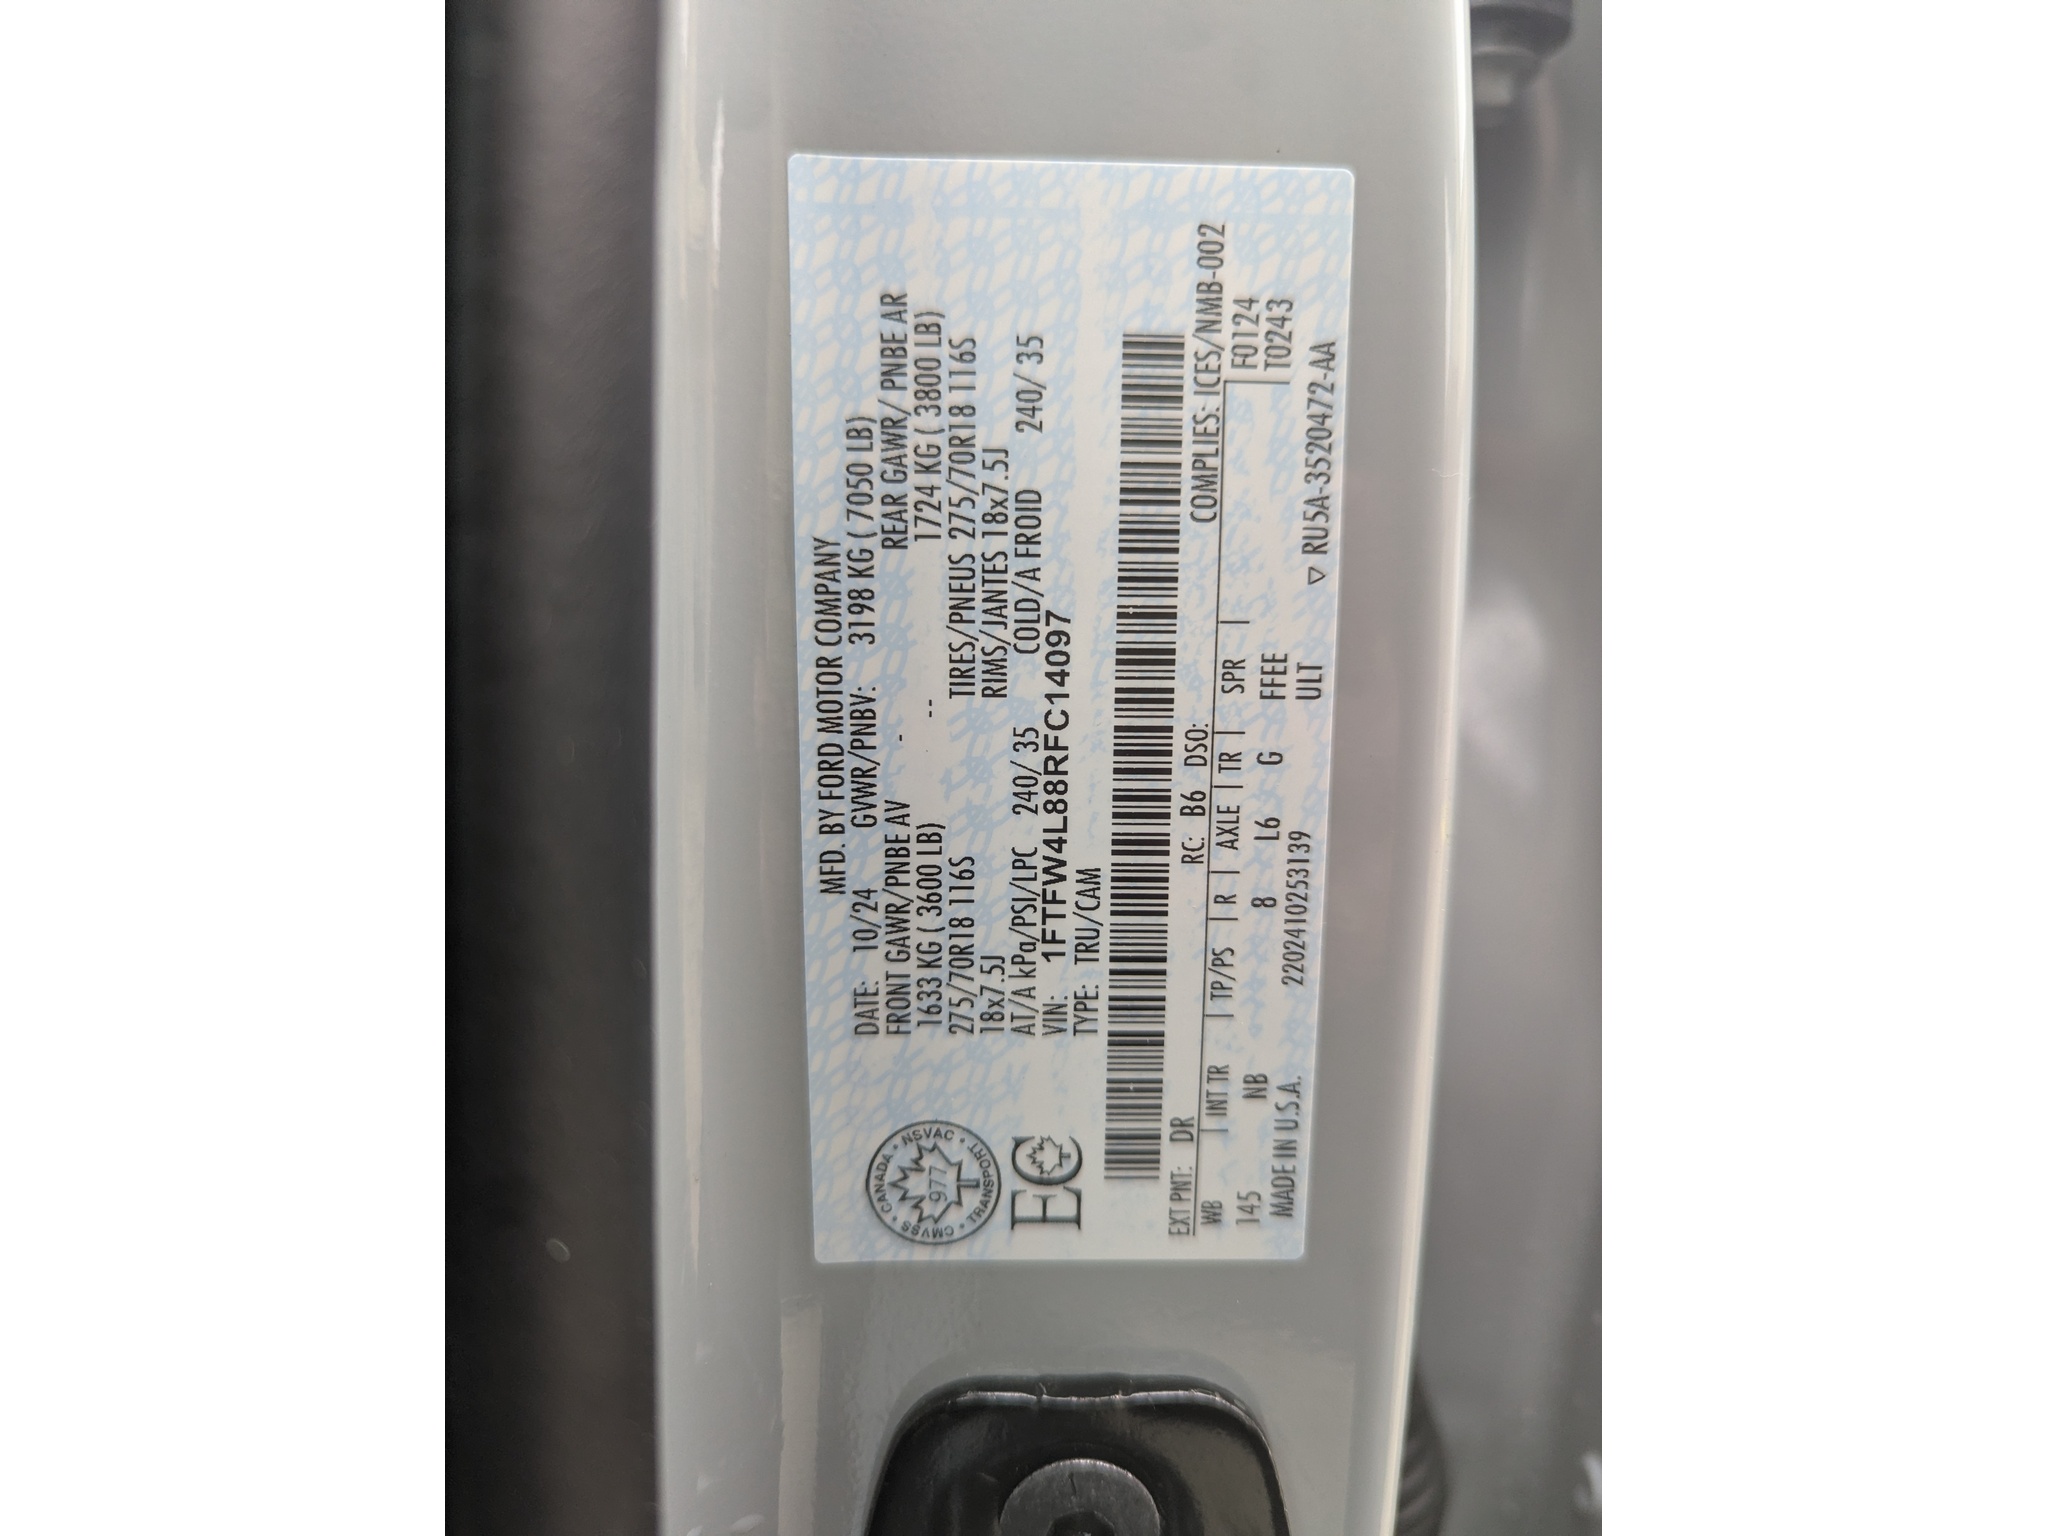 MFD. BY FORD MOTOR COMPANY
DATE: 10/24 GVWR/PNBV: 3198 KG ( 7050 LB)
FRONT GAWR/PNBE AV - REAR GAWR/ PNBE AR
1633 KG ( 3600 LB) -- 1724 KG ( 3800 LB)
275/70R18 116S TIRES/PNEUS 275/70R18 116S
18x7.5J RIMS/JANTES 18x7.5J
AT/A kPa/PSI/LPC 240/ 35 COLD/A FROID 240/ 35
VIN: 1FTFW4L88RFC14097
TYPE: TRU/CAM
CANADA • NSVAC • TRANSPORT • CMVSS •
977
EC
RC: B6 DSO: COMPLIES: ICES/NMB-002
EXT PNT: DR
WB | INT TR | TP/PS | R | AXLE | TR | SPR | F0124
145 NB 8 L6 G FFEE T0243
MADE IN U.S.A. 2202410253139 ULT
▽ RU5A-3520472-AA